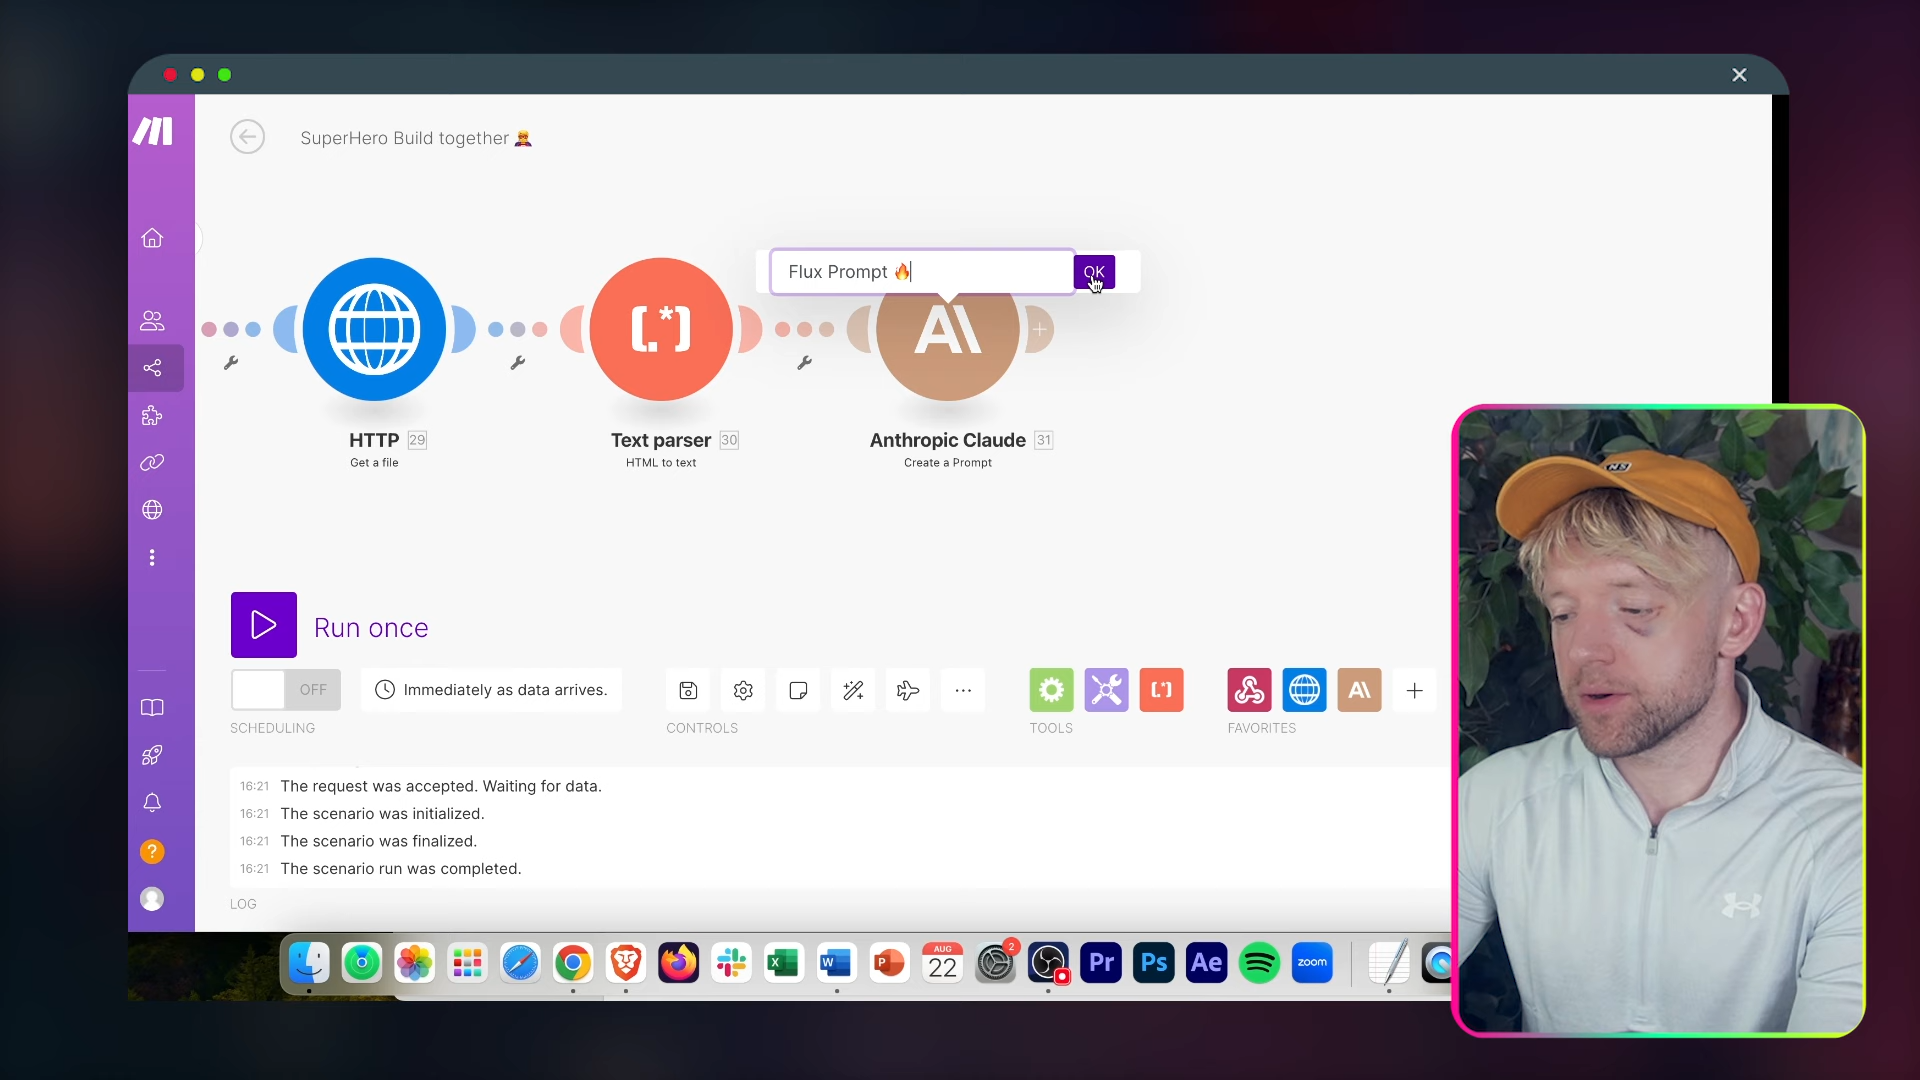 SuperHero Build together 🦸
Flux Prompt 🔥
OK
[.*]
A\
HTTP 29
Get a file
Text parser 30
HTML to text
Anthropic Claude 31
Create a Prompt
Run once
OFF
Immediately as data arrives.
[.*]
A\
SCHEDULING
CONTROLS
TOOLS
FAVORITES
16:21 The request was accepted. Waiting for data.
16:21 The scenario was initialized.
16:21 The scenario was finalized.
16:21 The scenario run was completed.
?
LOG
X
W
P
AUG
22
2
Pr
Ps
Ae
zoom